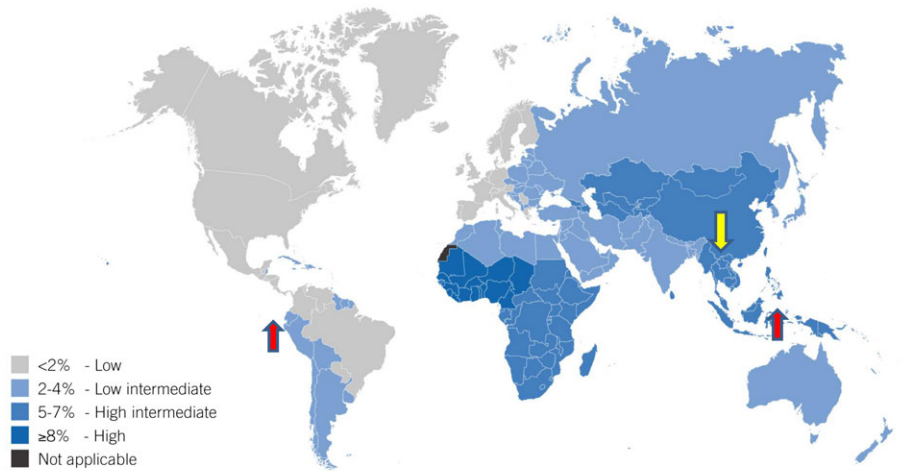 <2% - Low
2-4% - Low intermediate
5-7% - High intermediate
≥8% - High
Not applicable